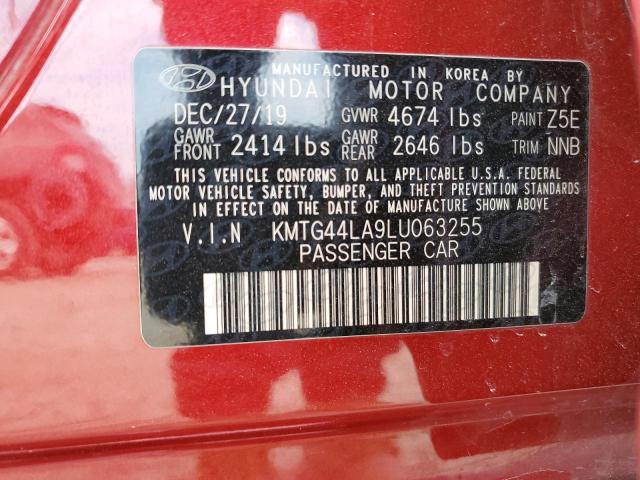 MANUFACTURED IN KOREA BY
HYUNDAI MOTOR COMPANY
DEC/27/19 GVWR 4674 lbs PAINT Z5E
GAWR FRONT 2414 lbs GAWR REAR 2646 lbs TRIM NNB
THIS VEHICLE CONFORMS TO ALL APPLICABLE U.S.A. FEDERAL
MOTOR VEHICLE SAFETY, BUMPER, AND THEFT PREVENTION STANDARDS
IN EFFECT ON THE DATE OF MANUFACTURE SHOWN ABOVE.
V.I.N KMTG44LA9LU063255
PASSENGER CAR